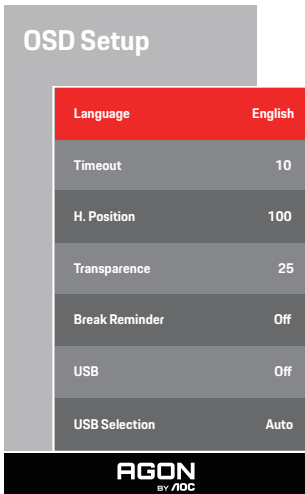 OSD Setup
Language English
Timeout 10
H. Position 100
Transparence 25
Break Reminder Off
USB Off
USB Selection Auto
AGON
BY AOC